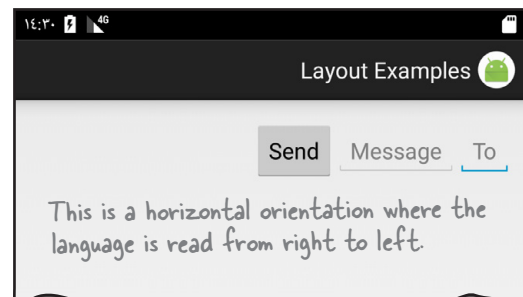 ١٤:٣٠ 4G
Layout Examples
Send Message To
This is a horizontal orientation where the
language is read from right to left.